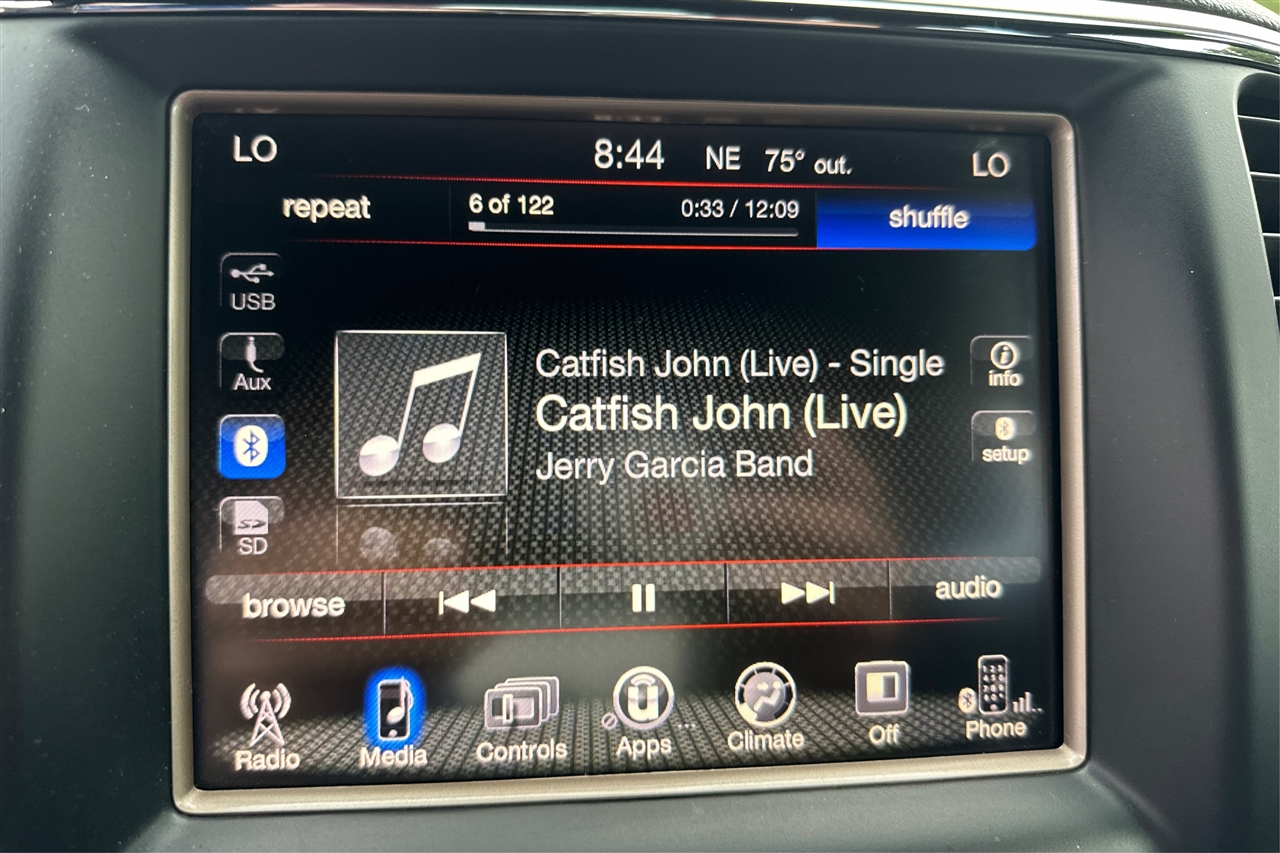 LO 8:44 NE 75° out. LO
repeat 6 of 122 0:33 / 12:09 shuffle
USB
Aux
Catfish John (Live) - Single
info
Catfish John (Live)
setup
Jerry Garcia Band
SD
browse audio
Radio Media Controls Apps Climate Off Phone